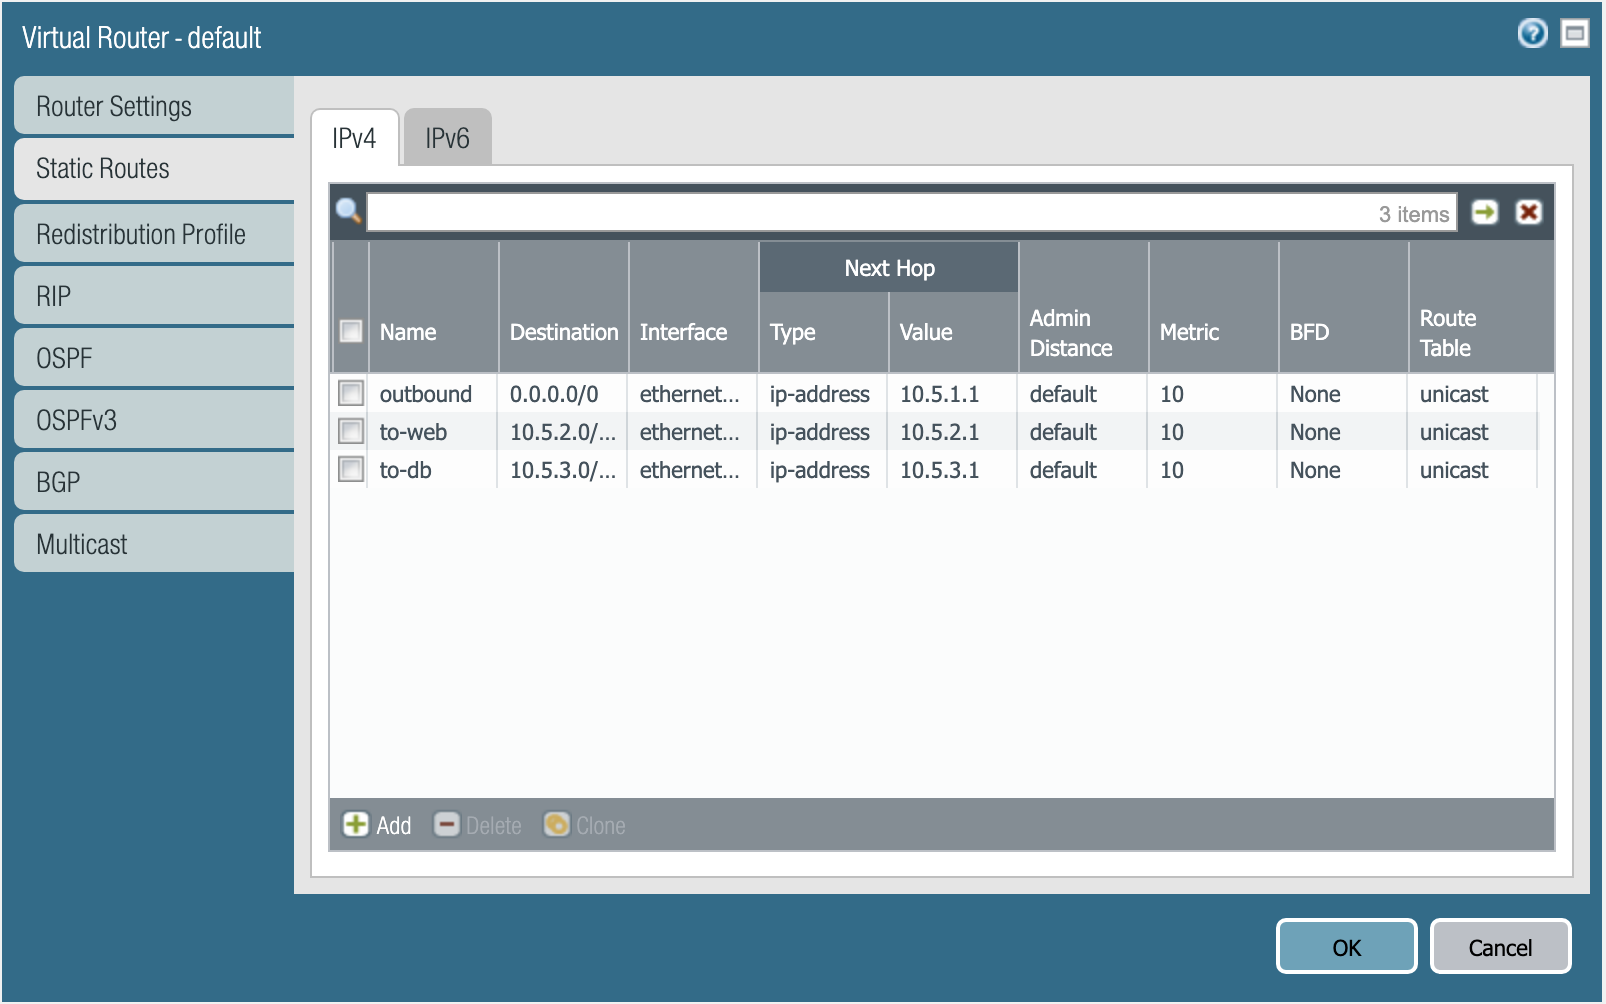 Virtual Router - default
Router Settings
Static Routes
Redistribution Profile
RIP
OSPF
OSPFv3
BGP
Multicast
IPv4 IPv6
3 items
Next Hop
Name Destination Interface Type Value Admin Distance Metric BFD Route Table
outbound 0.0.0.0/0 ethernet... ip-address 10.5.1.1 default 10 None unicast
to-web 10.5.2.0/... ethernet... ip-address 10.5.2.1 default 10 None unicast
to-db 10.5.3.0/... ethernet... ip-address 10.5.3.1 default 10 None unicast
Add Delete Clone
OK Cancel